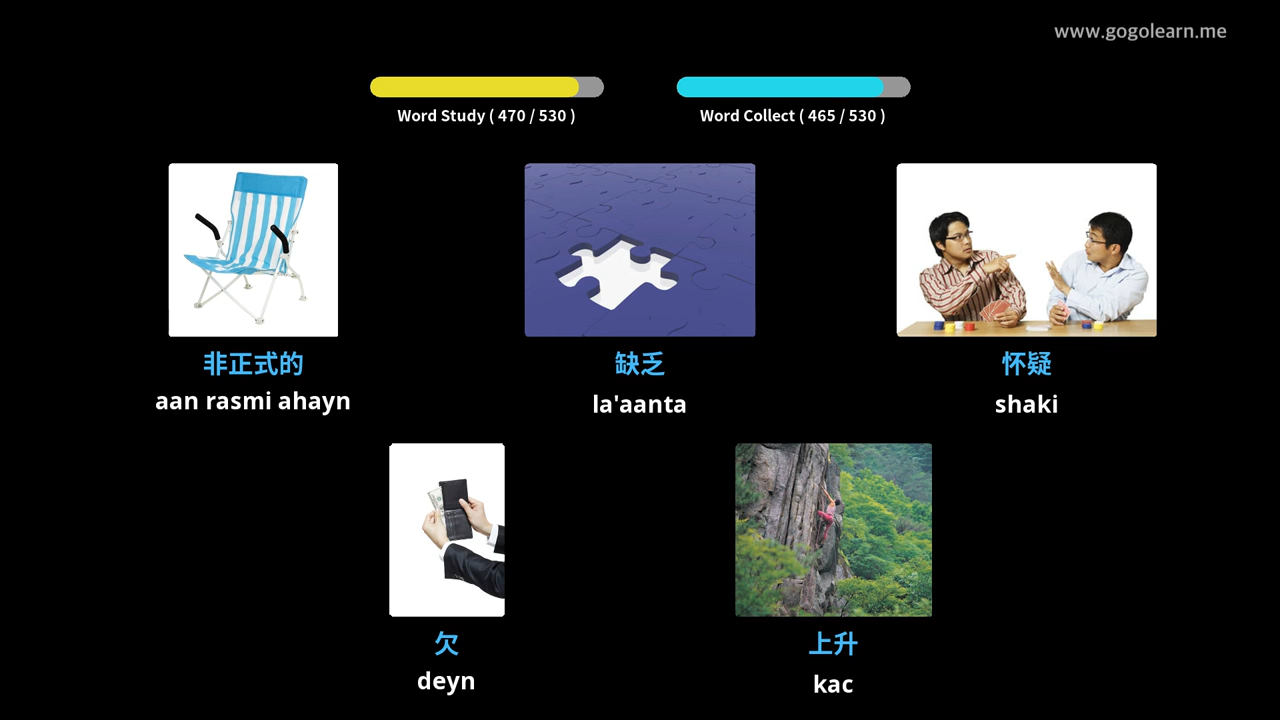 www.gogolearn.me
Word Study ( 470 / 530 )
Word Collect ( 465 / 530 )
非正式的
aan rasmi ahayn
缺乏
la'aanta
怀疑
shaki
欠
deyn
上升
kac